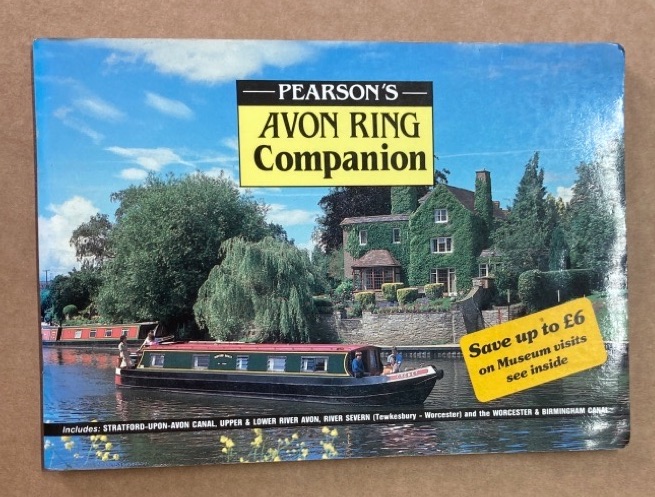 PEARSON'S
AVON RING
Companion
Save up to £6
on Museum visits
see inside
Includes: STRATFORD-UPON-AVON CANAL, UPPER & LOWER RIVER AVON, RIVER SEVERN (Tewkesbury - Worcester) and the WORCESTER & BIRMINGHAM CANAL